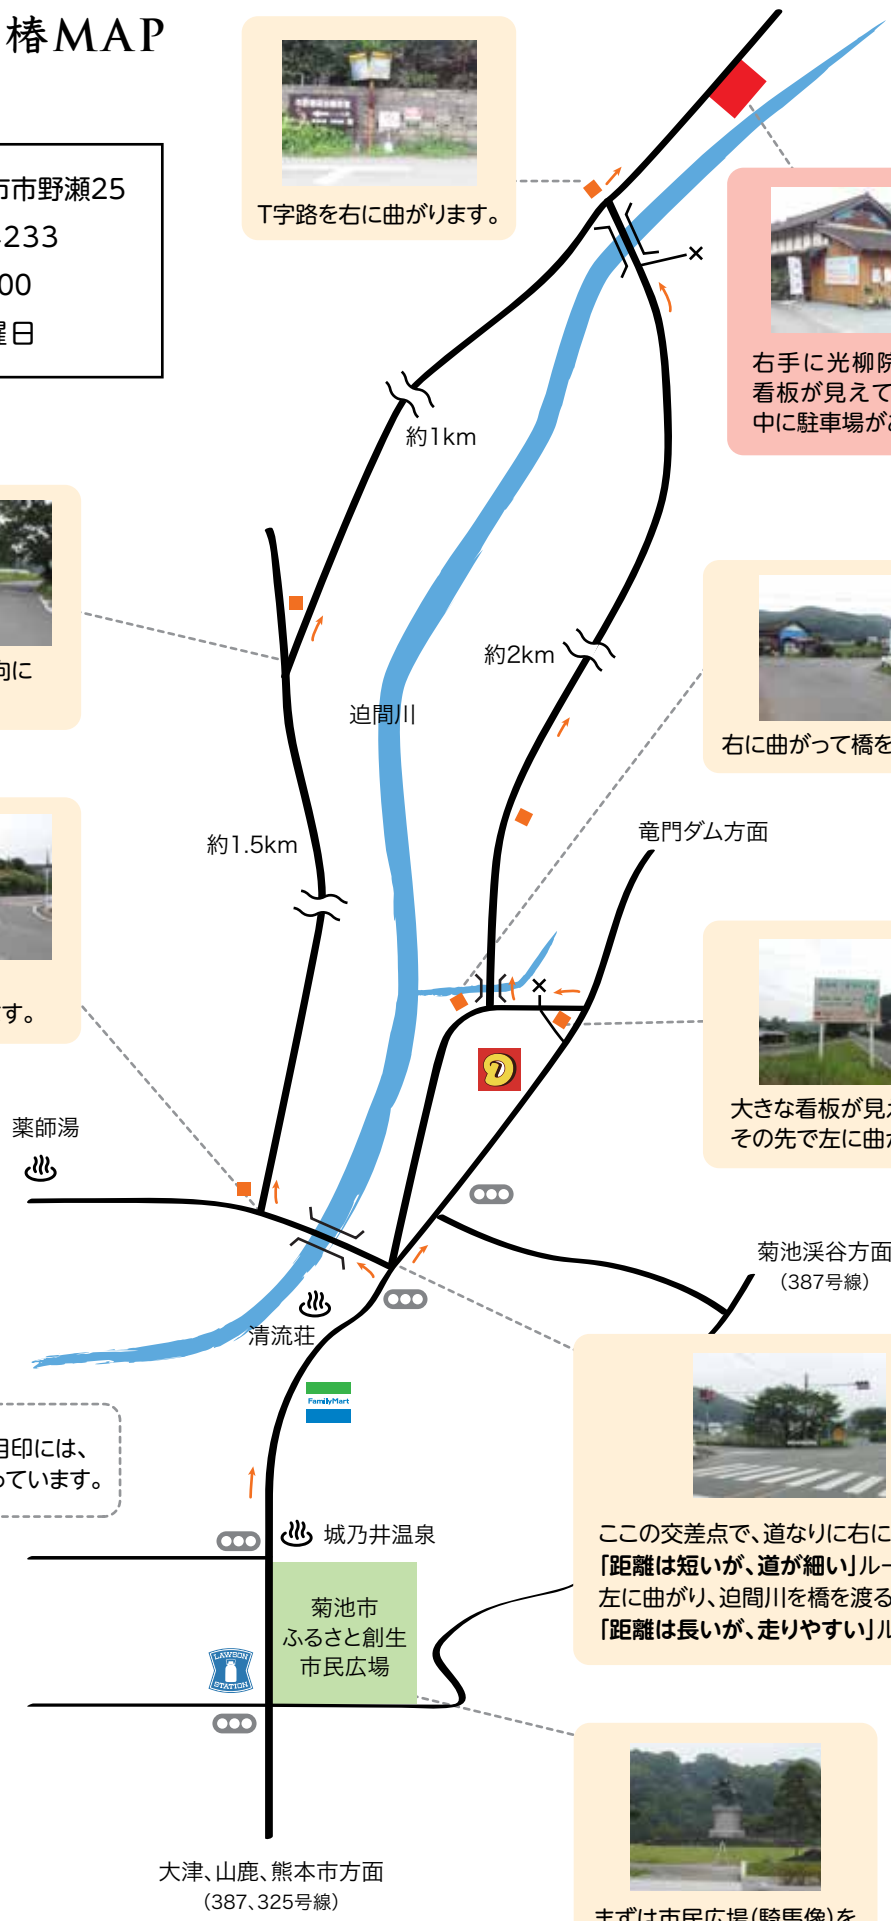 椿MAP
市市野瀬25
233
00
曜日
T字路を右に曲がります。
右手に光柳院
看板が見えて
中に駐車場があ
約1km
向に
約2km
迫間川
右に曲がって橋を
約1.5km
竜門ダム方面
す。
大きな看板が見え
その先で左に曲が
薬師湯
菊池渓谷方面
(387号線)
清流荘
FamilyMart
目印には、
っています。
城乃井温泉
ここの交差点で、道なりに右に
「距離は短いが、道が細い」ルー
左に曲がり、迫間川を橋を渡る
「距離は長いが、走りやすい」ル
菊池市
ふるさと創生
市民広場
LAWSON
STATION
大津、山鹿、熊本市方面
(387、325号線)
まずは市民広場(騎馬像)を